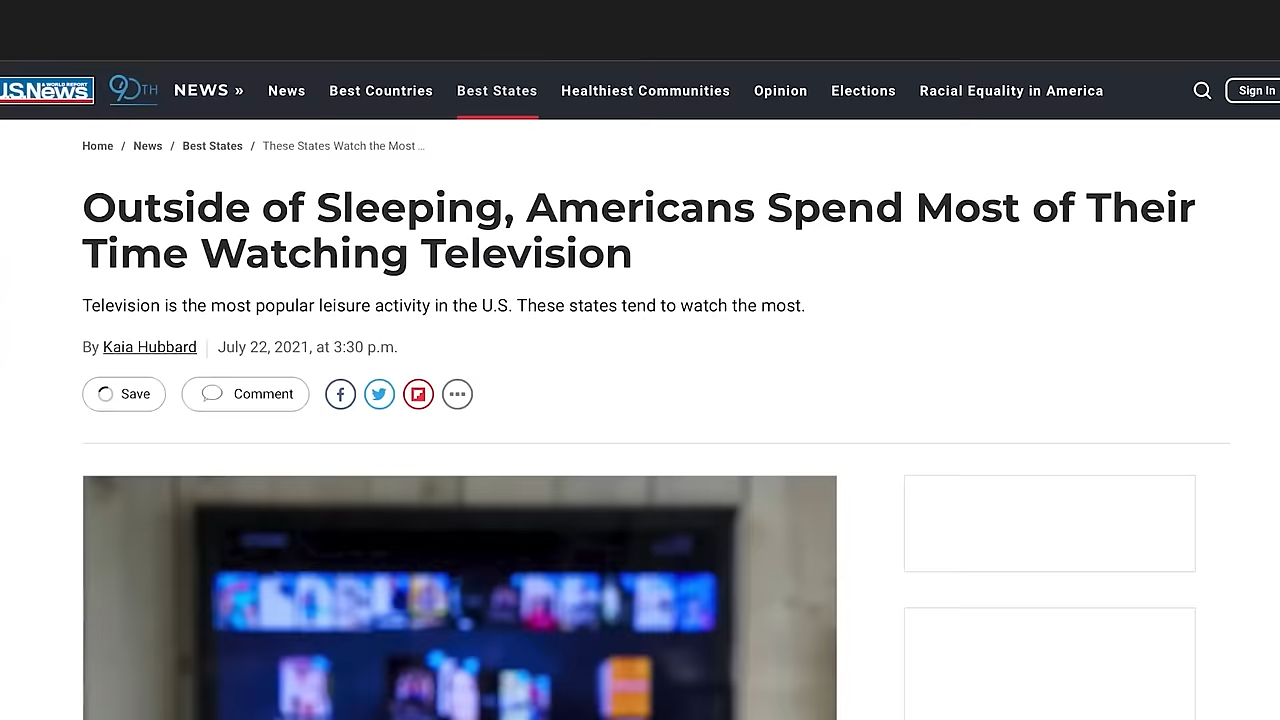 U.S.News
& WORLD REPORT
90TH
NEWS »
News
Best Countries
Best States
Healthiest Communities
Opinion
Elections
Racial Equality in America
Sign In
Home / News / Best States / These States Watch the Most ...
Outside of Sleeping, Americans Spend Most of Their
Time Watching Television
Television is the most popular leisure activity in the U.S. These states tend to watch the most.
By Kaia Hubbard | July 22, 2021, at 3:30 p.m.
Save
Comment